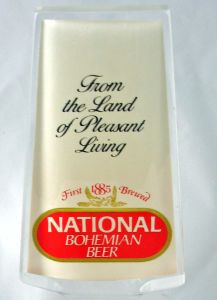 From
the Land
of Pleasant
Living
First 1885 Brewed
NATIONAL
BOHEMIAN
BEER